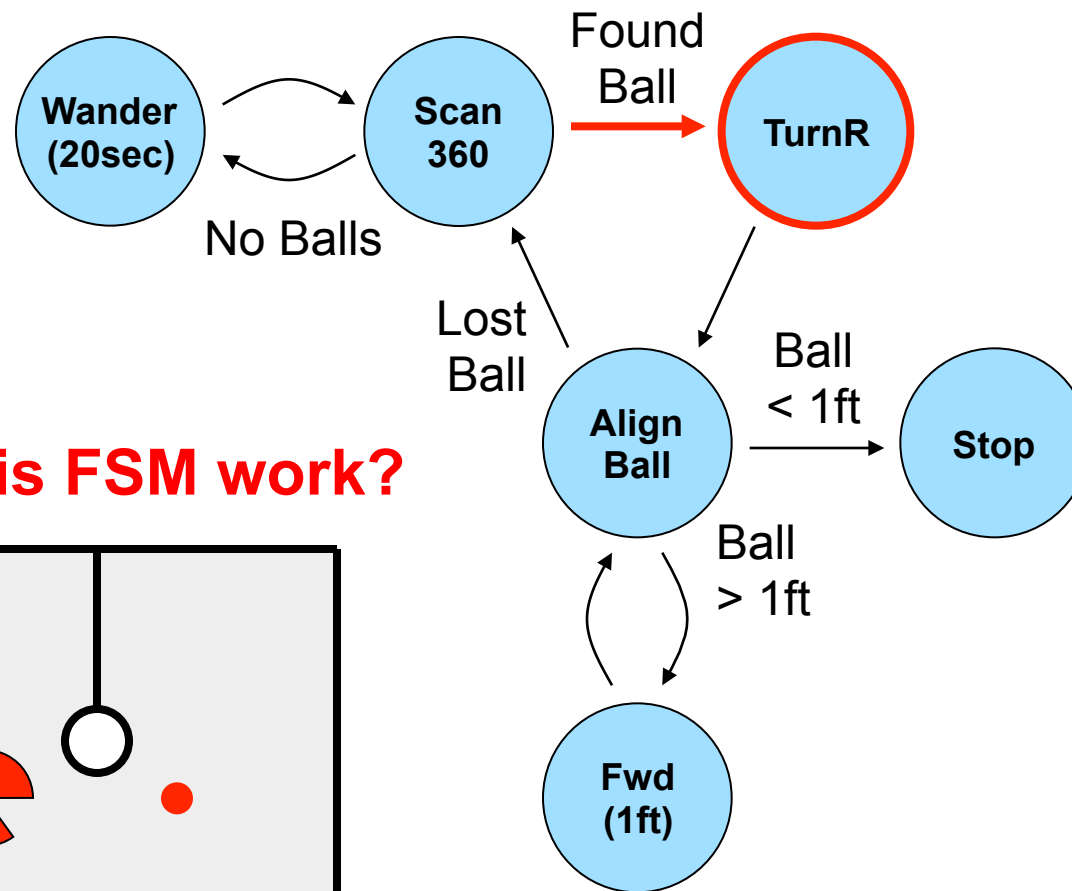 Found
Ball
Wander
(20sec)
Scan
360
TurnR
No Balls
Lost
Ball
Ball
< 1ft
Align
Ball
Stop
is FSM work?
Ball
> 1ft
Fwd
(1ft)